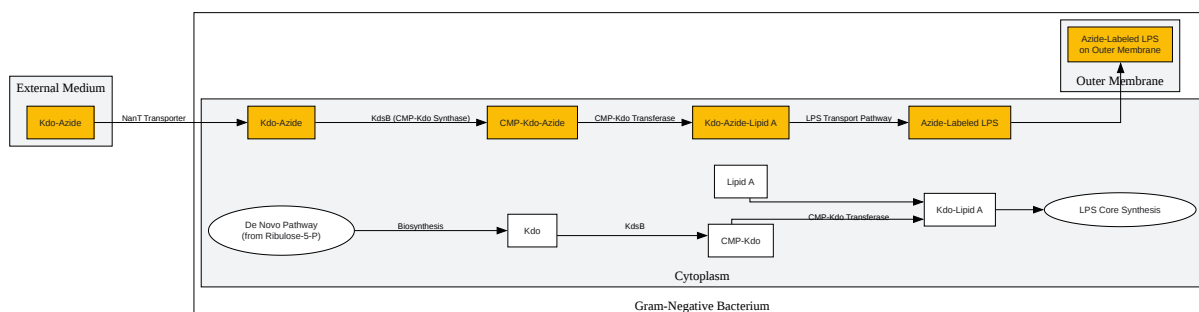 Azide-Labeled LPS
on Outer Membrane
Outer Membrane
External Medium
Kdo-Azide
NanT Transporter
Kdo-Azide
KdsB (CMP-Kdo Synthase)
CMP-Kdo-Azide
CMP-Kdo Transferase
Kdo-Azide-Lipid A
LPS Transport Pathway
Azide-Labeled LPS
Lipid A
De Novo Pathway
(from Ribulose-5-P)
Biosynthesis
Kdo
KdsB
CMP-Kdo
CMP-Kdo Transferase
Kdo-Lipid A
LPS Core Synthesis
Cytoplasm
Gram-Negative Bacterium